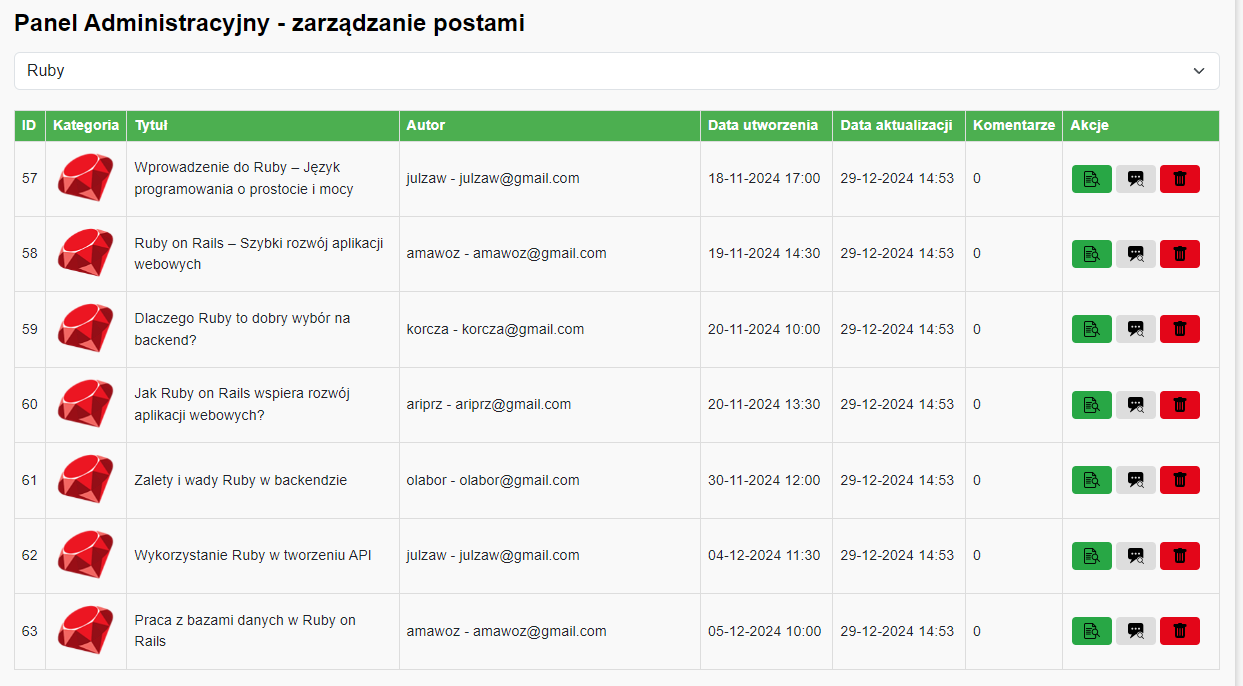 Panel Administracyjny - zarządzanie postami
Ruby
ID Kategoria Tytuł Autor Data utworzenia Data aktualizacji Komentarze Akcje
57 Wprowadzenie do Ruby – Język programowania o prostocie i mocy julzaw - julzaw@gmail.com 18-11-2024 17:00 29-12-2024 14:53 0
58 Ruby on Rails – Szybki rozwój aplikacji webowych amawoz - amawoz@gmail.com 19-11-2024 14:30 29-12-2024 14:53 0
59 Dlaczego Ruby to dobry wybór na backend? korcza - korcza@gmail.com 20-11-2024 10:00 29-12-2024 14:53 0
60 Jak Ruby on Rails wspiera rozwój aplikacji webowych? ariprz - ariprz@gmail.com 20-11-2024 13:30 29-12-2024 14:53 0
61 Zalety i wady Ruby w backendzie olabor - olabor@gmail.com 30-11-2024 12:00 29-12-2024 14:53 0
62 Wykorzystanie Ruby w tworzeniu API julzaw - julzaw@gmail.com 04-12-2024 11:30 29-12-2024 14:53 0
63 Praca z bazami danych w Ruby on Rails amawoz - amawoz@gmail.com 05-12-2024 10:00 29-12-2024 14:53 0